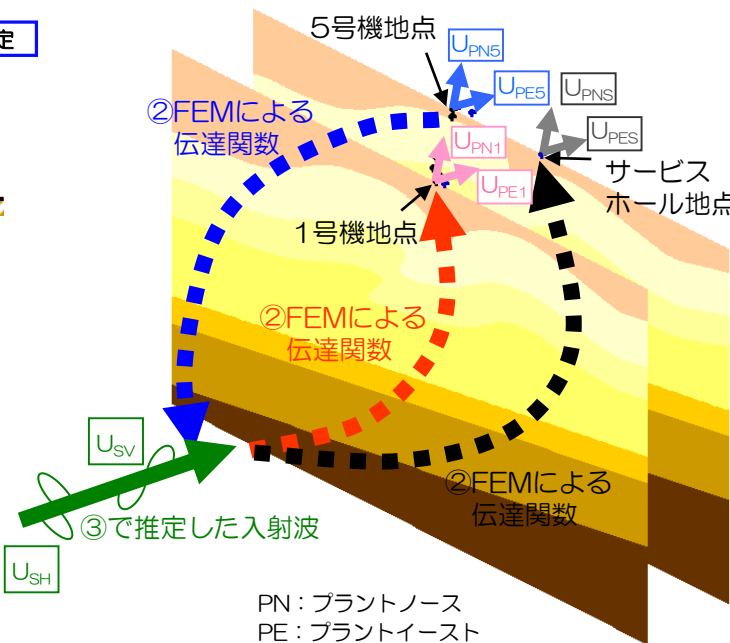 定
5号機地点
UPN5
UPE5
UPNS
UPES
②FEMによる
伝達関数
UPN1
UPE1
サービス
ホール地点
1号機地点
②FEMによる
伝達関数
USV
②FEMによる
伝達関数
③で推定した入射波
USH
PN：プラントノース
PE：プラントイースト